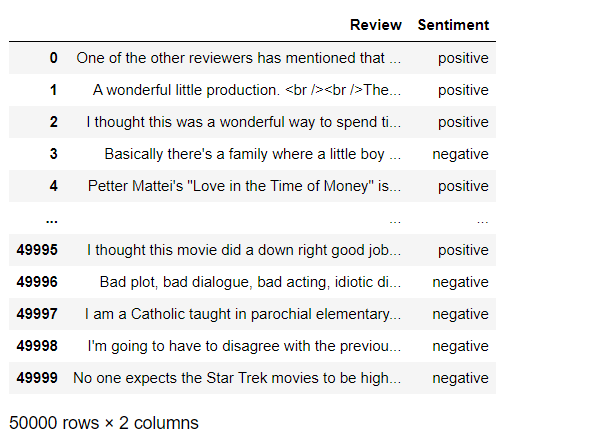 Review Sentiment
0 One of the other reviewers has mentioned that ... positive
1 A wonderful little production. <br /><br />The... positive
2 I thought this was a wonderful way to spend ti... positive
3 Basically there's a family where a little boy ... negative
4 Petter Mattei's "Love in the Time of Money" is... positive
... ... ...
49995 I thought this movie did a down right good job... positive
49996 Bad plot, bad dialogue, bad acting, idiotic di... negative
49997 I am a Catholic taught in parochial elementary... negative
49998 I'm going to have to disagree with the previou... negative
49999 No one expects the Star Trek movies to be high... negative
50000 rows × 2 columns